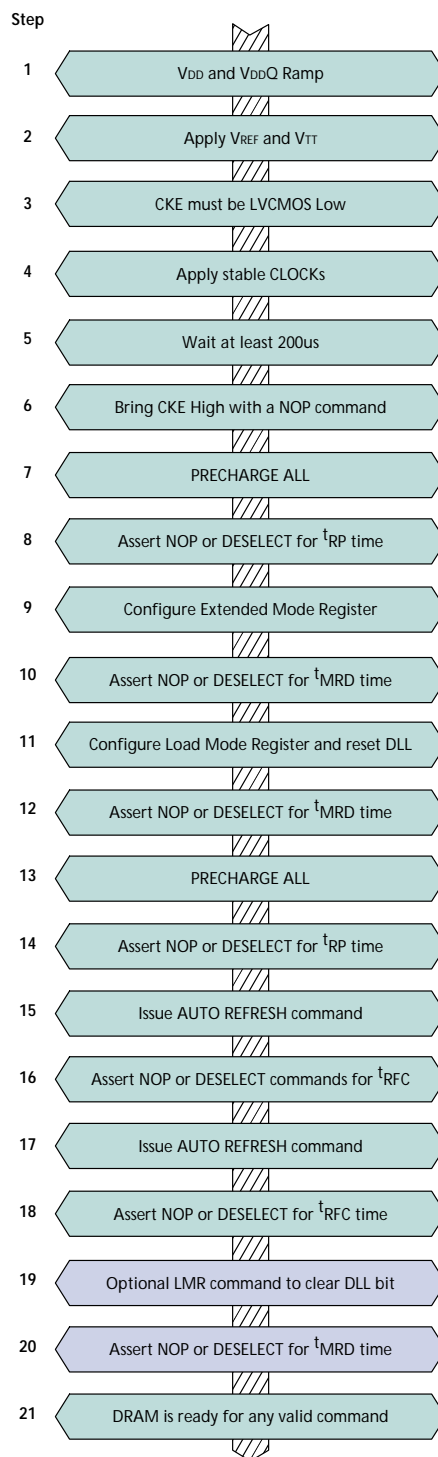 Step
1 VDD and VDDQ Ramp
2 Apply VREF and VTT
3 CKE must be LVCMOS Low
4 Apply stable CLOCKs
5 Wait at least 200us
6 Bring CKE High with a NOP command
7 PRECHARGE ALL
8 Assert NOP or DESELECT for tRP time
9 Configure Extended Mode Register
10 Assert NOP or DESELECT for tMRD time
11 Configure Load Mode Register and reset DLL
12 Assert NOP or DESELECT for tMRD time
13 PRECHARGE ALL
14 Assert NOP or DESELECT for tRP time
15 Issue AUTO REFRESH command
16 Assert NOP or DESELECT commands for tRFC
17 Issue AUTO REFRESH command
18 Assert NOP or DESELECT for tRFC time
19 Optional LMR command to clear DLL bit
20 Assert NOP or DESELECT for tMRD time
21 DRAM is ready for any valid command